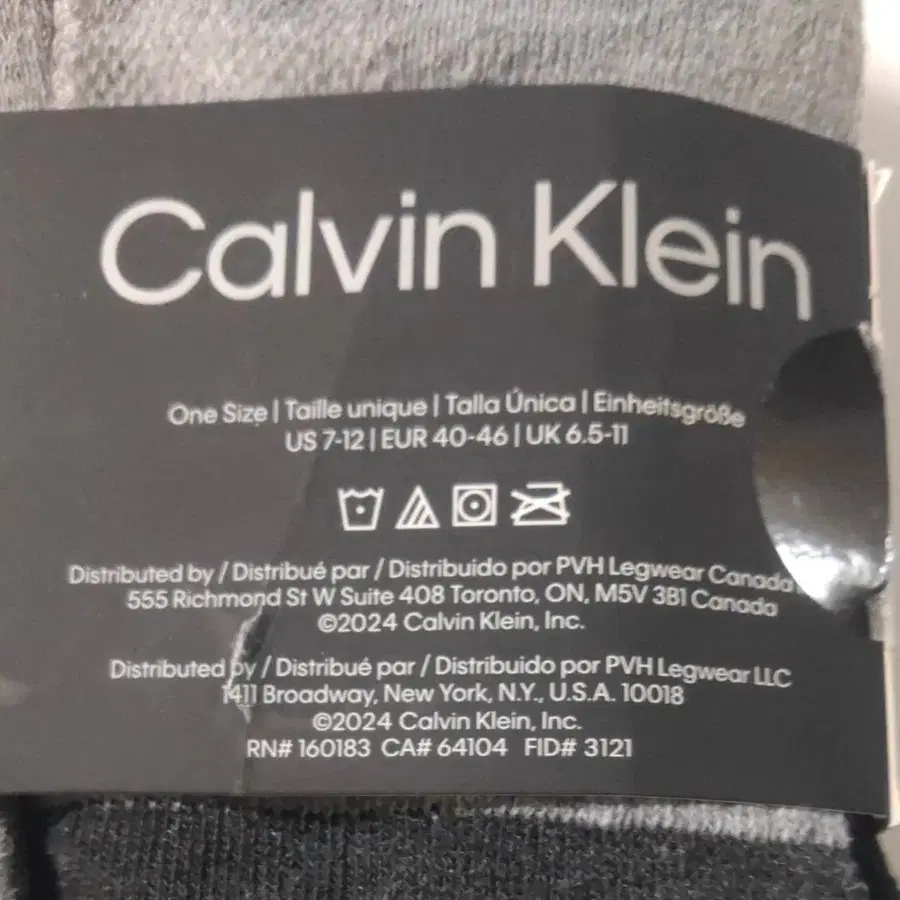 Calvin Klein
One Size | Taille unique | Talla Única | Einheitsgröße
US 7-12 | EUR 40-46 | UK 6.5-11
Distributed by / Distribué par / Distribuido por PVH Legwear Canada
555 Richmond St W Suite 408 Toronto, ON, M5V 3B1 Canada
©2024 Calvin Klein, Inc.
Distributed by / Distribué par / Distribuido por PVH Legwear LLC
1411 Broadway, New York, N.Y., U.S.A. 10018
©2024 Calvin Klein, Inc.
RN# 160183 CA# 64104 FID# 3121